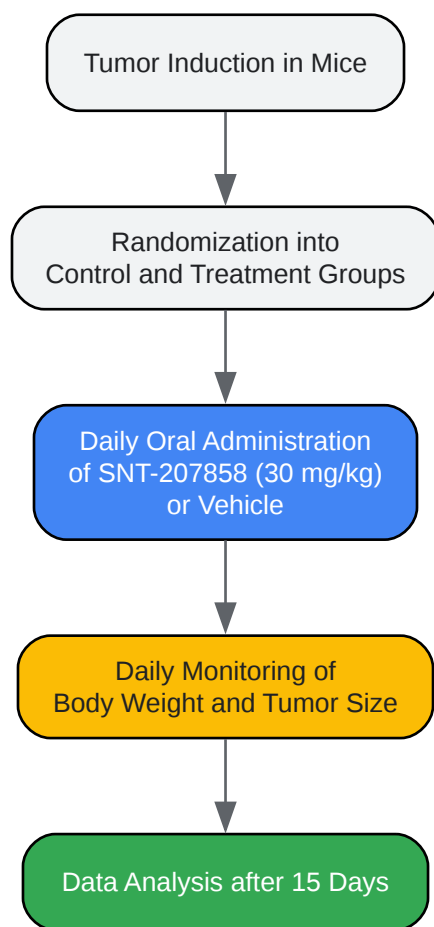 Tumor Induction in Mice
Randomization into
Control and Treatment Groups
Daily Oral Administration
of SNT-207858 (30 mg/kg)
or Vehicle
Daily Monitoring of
Body Weight and Tumor Size
Data Analysis after 15 Days